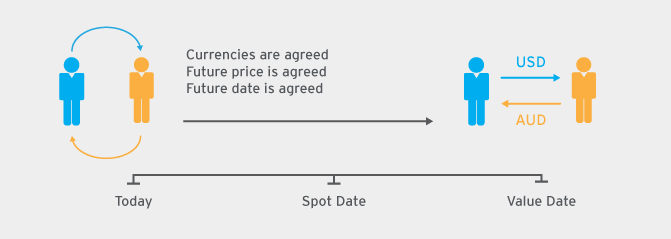 Currencies are agreed
Future price is agreed
Future date is agreed
USD
AUD
Today
Spot Date
Value Date